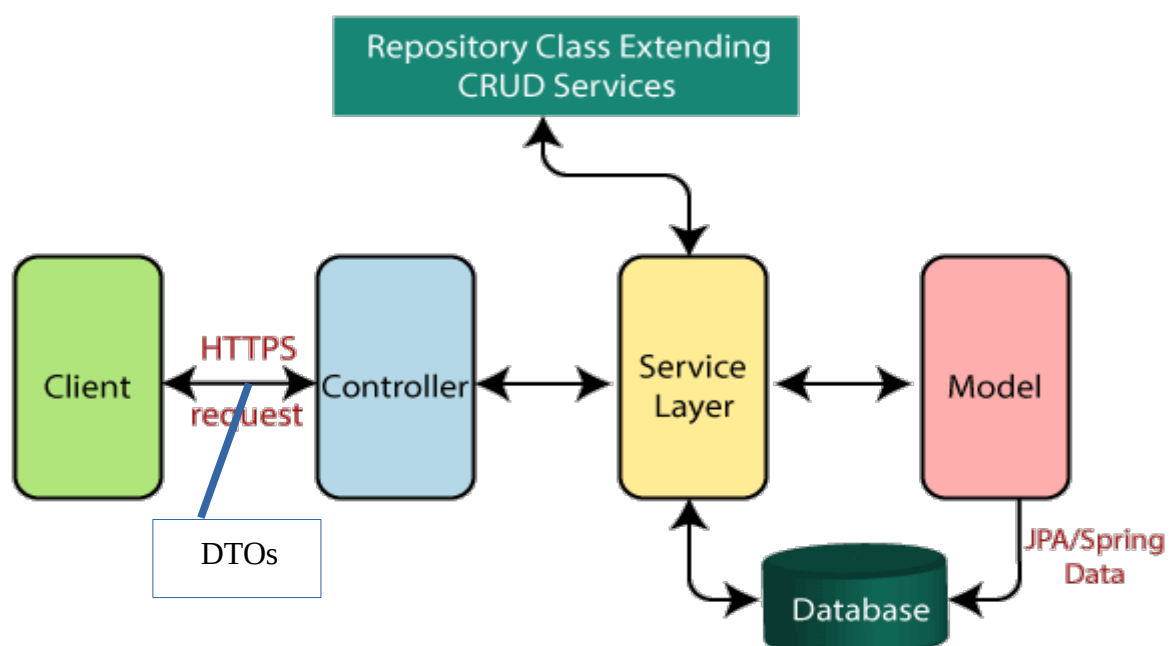 Repository Class Extending
CRUD Services
HTTPS
request
Client
Controller
Service
Layer
Model
DTOs
JPA/Spring
Data
Database